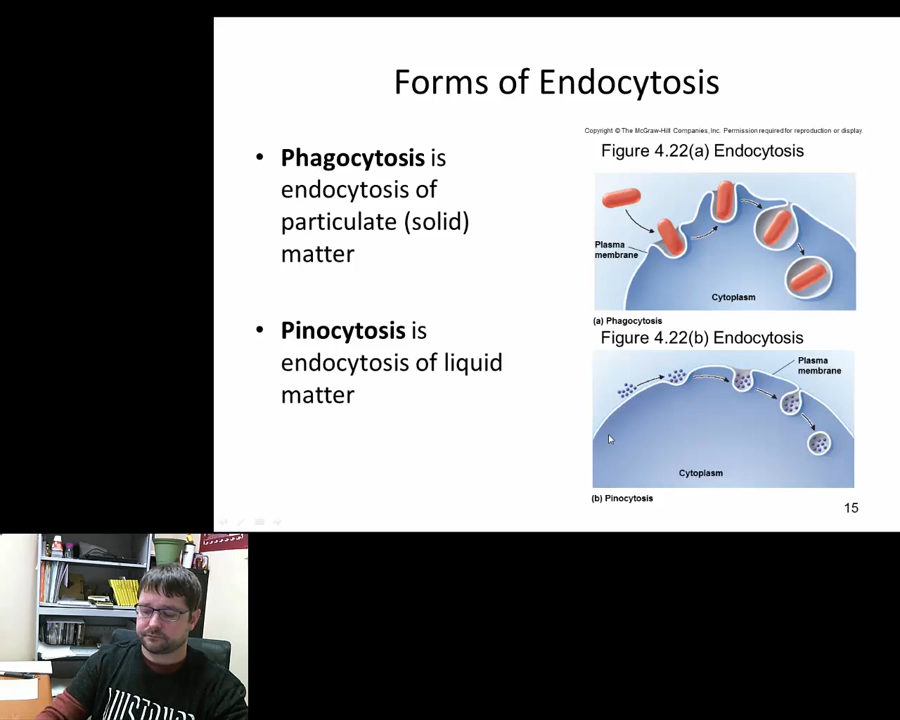 Forms of Endocytosis
• Phagocytosis is
endocytosis of
particulate (solid)
matter
• Pinocytosis is
endocytosis of liquid
matter
Copyright © The McGraw-Hill Companies, Inc. Permission required for reproduction or display.
Figure 4.22(a) Endocytosis
Plasma
membrane
Cytoplasm
(a) Phagocytosis
Figure 4.22(b) Endocytosis
Plasma
membrane
Cytoplasm
(b) Pinocytosis
15